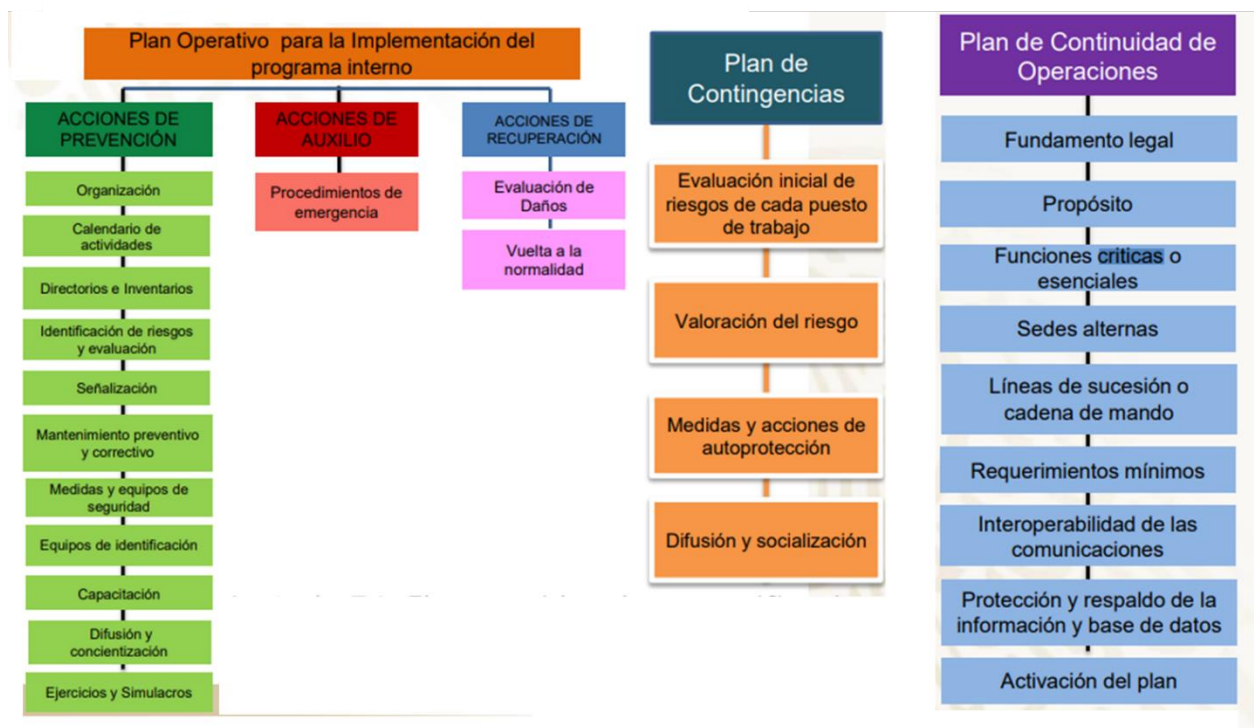 Plan Operativo para la Implementación del
programa interno
ACCIONES DE
PREVENCIÓN
Organización
Calendario de
actividades
Directorios e Inventarios
Identificación de riesgos
y evaluación
Señalización
Mantenimiento preventivo
y correctivo
Medidas y equipos de
seguridad
Equipos de identificación
Capacitación
Difusión y
concientización
Ejercicios y Simulacros
ACCIONES DE
AUXILIO
Procedimientos de
emergencia
ACCIONES DE
RECUPERACIÓN
Evaluación de
Daños
Vuelta a la
normalidad
Plan de
Contingencias
Evaluación inicial de
riesgos de cada puesto
de trabajo
Valoración del riesgo
Medidas y acciones de
autoprotección
Difusión y socialización
Plan de Continuidad de
Operaciones
Fundamento legal
Propósito
Funciones criticas o
esenciales
Sedes alternas
Líneas de sucesión o
cadena de mando
Requerimientos mínimos
Interoperabilidad de las
comunicaciones
Protección y respaldo de la
información y base de datos
Activación del plan